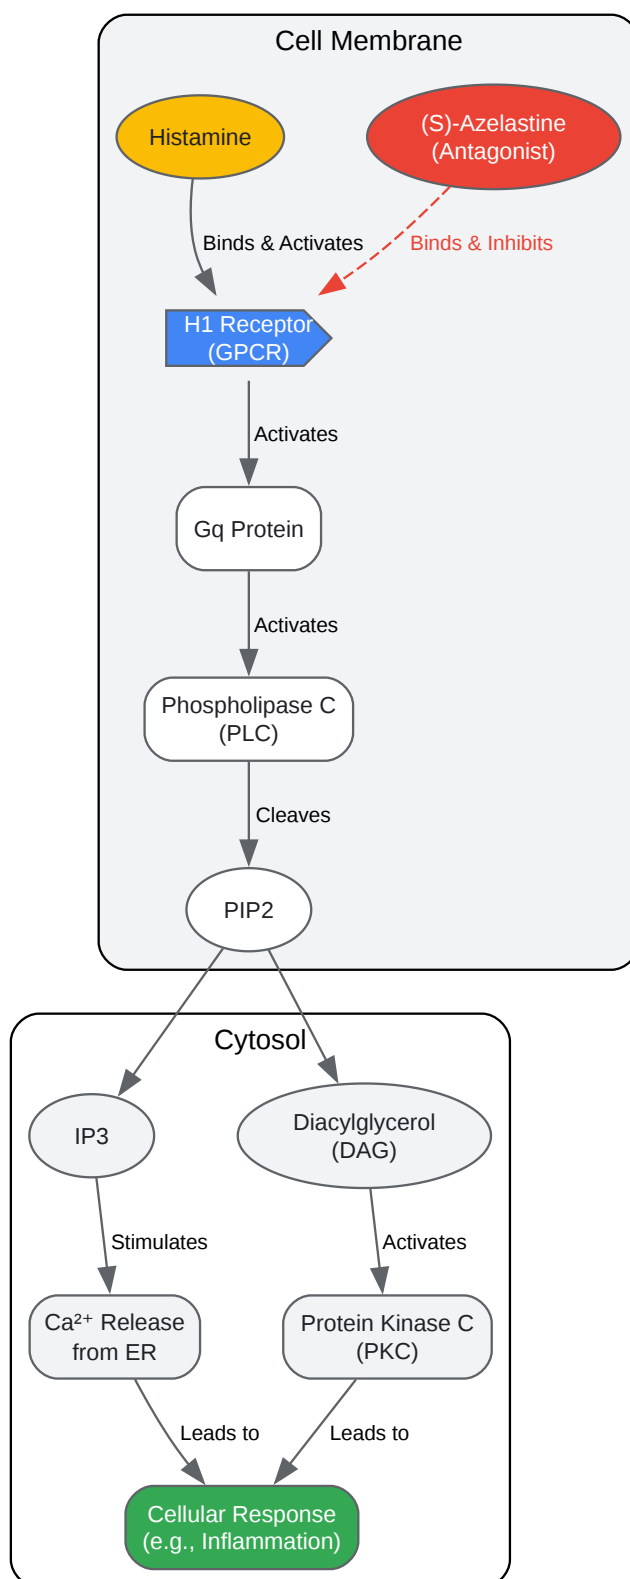 Cell Membrane
Histamine
(S)-Azelastine
(Antagonist)
Binds & Activates
Binds & Inhibits
H1 Receptor
(GPCR)
Activates
Gq Protein
Activates
Phospholipase C
(PLC)
Cleaves
PIP2
Cytosol
IP3
Diacylglycerol
(DAG)
Stimulates
Activates
Ca²⁺ Release
from ER
Protein Kinase C
(PKC)
Leads to
Leads to
Cellular Response
(e.g., Inflammation)